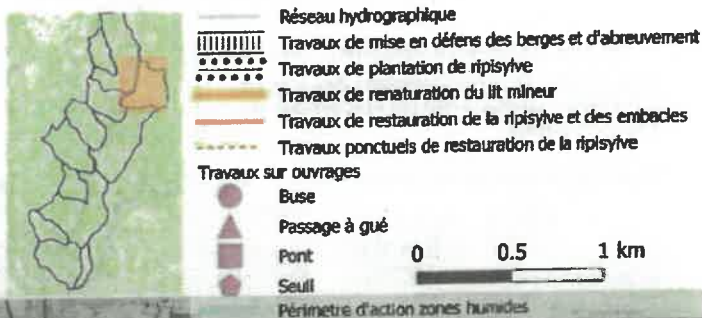 Réseau hydrographique
Travaux de mise en défens des berges et d'abreuvement
Travaux de plantation de ripisylve
Travaux de renaturation du lit mineur
Travaux de restauration de la ripisylve et des embacles
Travaux ponctuels de restauration de la ripisylve
Travaux sur ouvrages
Buse
Passage à gué
Pont
Seuil
0 0.5 1 km
Périmetre d'action zones humides